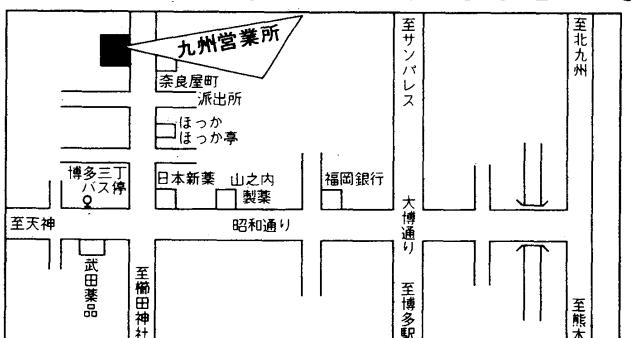 九州営業所
至サンパレス
至北九州
奈良屋町
派出所
ほっか
ほっか亭
博多三丁
バス停
日本新薬
山之内
製薬
福岡銀行
大博通り
至天神
昭和通り
武田薬品
至櫛田神社
至博多駅
至熊本